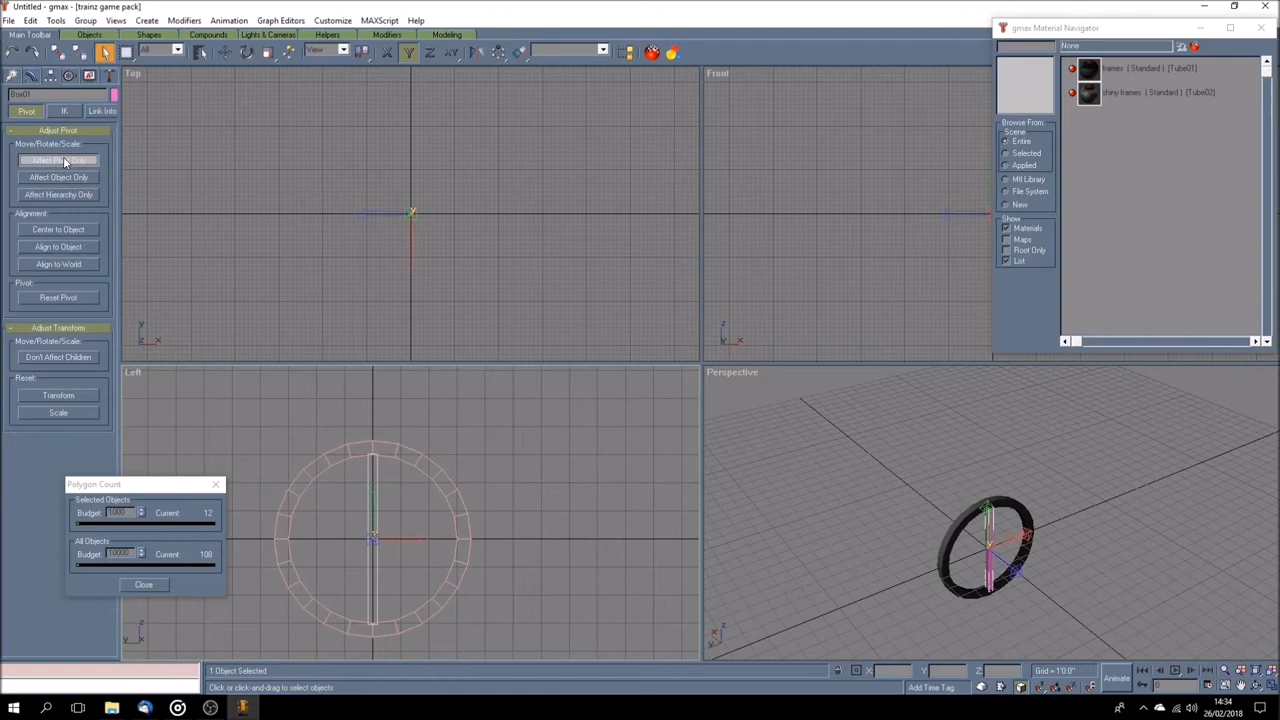 Untitled - gmax - [trainz game pack]
File Edit Tools Group Views Create Modifiers Animation Graph Editors Customize MAXScript Help
Main Toolbar Objects Shapes Compounds Lights & Cameras Helpers Modifiers Modeling
All View
Box01
Pivot IK Link Info
Adjust Pivot
Move/Rotate/Scale:
Affect Only
Affect Object Only
Affect Hierarchy Only
Alignment:
Center to Object
Align to Object
Align to World
Pivot:
Reset Pivot
Adjust Transform
Move/Rotate/Scale:
Don't Affect Children
Reset:
Transform
Scale
Polygon Count
Selected Objects
Budget: 1000 Current: 12
All Objects
Budget: 10000 Current: 108
Close
Top
y
z x
Front
z
y x
Left
z
y
Perspective
z
x
gmax Material Navigator
None
frames ( Standard ) [Tube01]
shiny frames ( Standard ) [Tube02]
Browse From:
Scene
Entire
Selected
Applied
Mtl Library
File System
New
Show
Materials
Maps
Root Only
List
1 Object Selected X: Y: Z: Grid = 1'0.0"
Click or click-and-drag to select objects Add Time Tag
Animate 0
14:34
26/02/2018